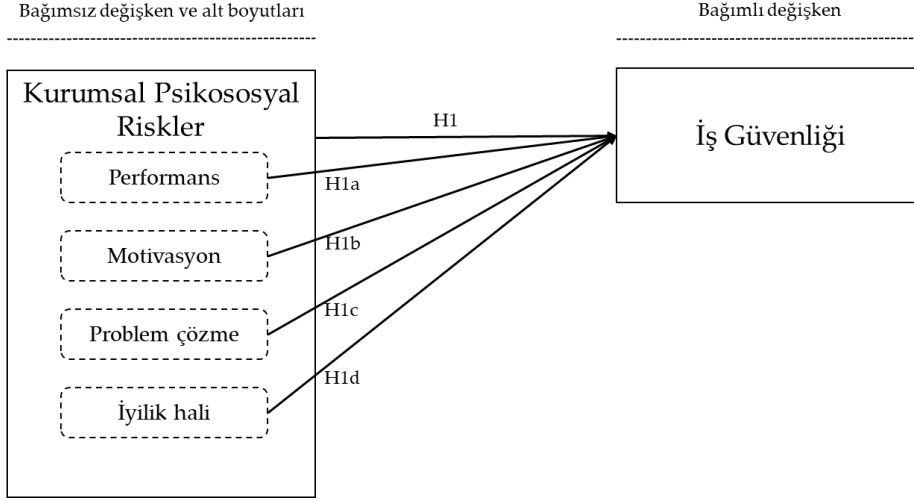 Bağımsız değişken ve alt boyutları
Bağımlı değişken
Kurumsal Psikososyal
Riskler
Performans
Motivasyon
Problem çözme
İyilik hali
H1
H1a
H1b
H1c
H1d
İş Güvenliği